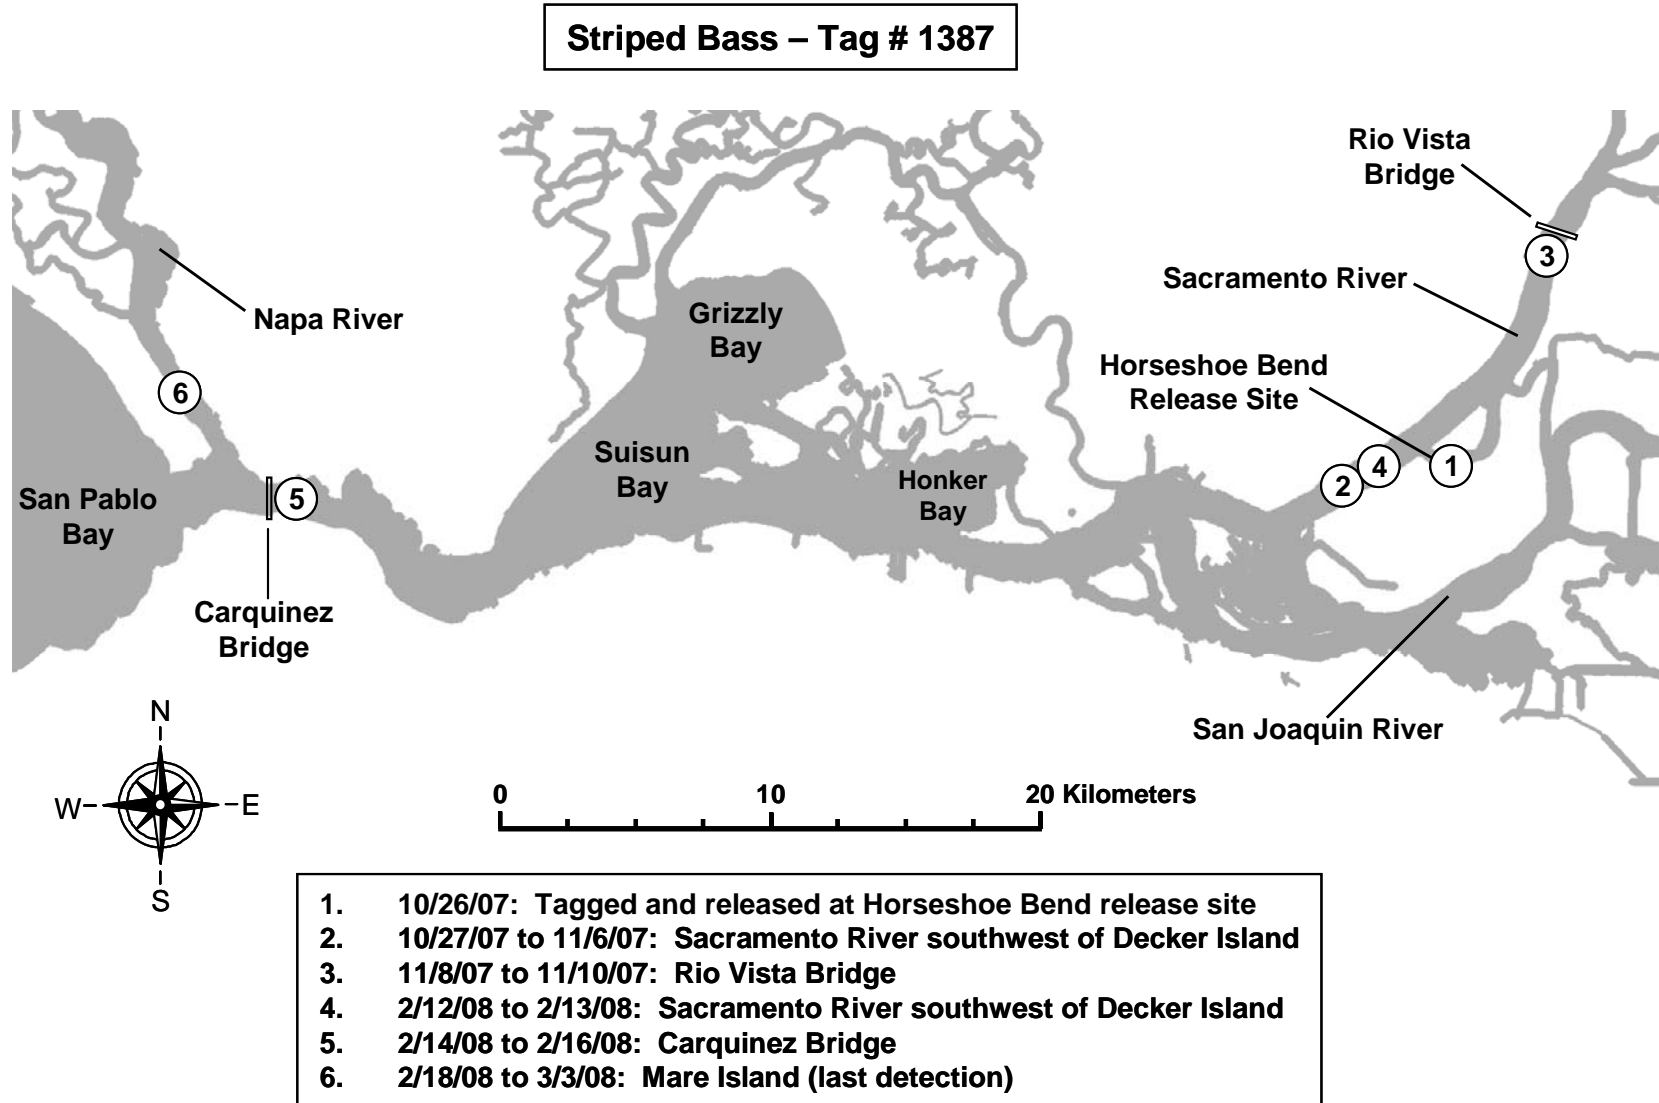 Striped Bass – Tag # 1387
Rio Vista
Bridge
3
Sacramento River
Napa River
Grizzly
Bay
Horseshoe Bend
Release Site
6
Suisun
Bay
Honker
Bay
4
1
2
San Pablo
Bay
5
Carquinez
Bridge
San Joaquin River
N
W
E
S
0 10 20 Kilometers
1. 10/26/07: Tagged and released at Horseshoe Bend release site
2. 10/27/07 to 11/6/07: Sacramento River southwest of Decker Island
3. 11/8/07 to 11/10/07: Rio Vista Bridge
4. 2/12/08 to 2/13/08: Sacramento River southwest of Decker Island
5. 2/14/08 to 2/16/08: Carquinez Bridge
6. 2/18/08 to 3/3/08: Mare Island (last detection)